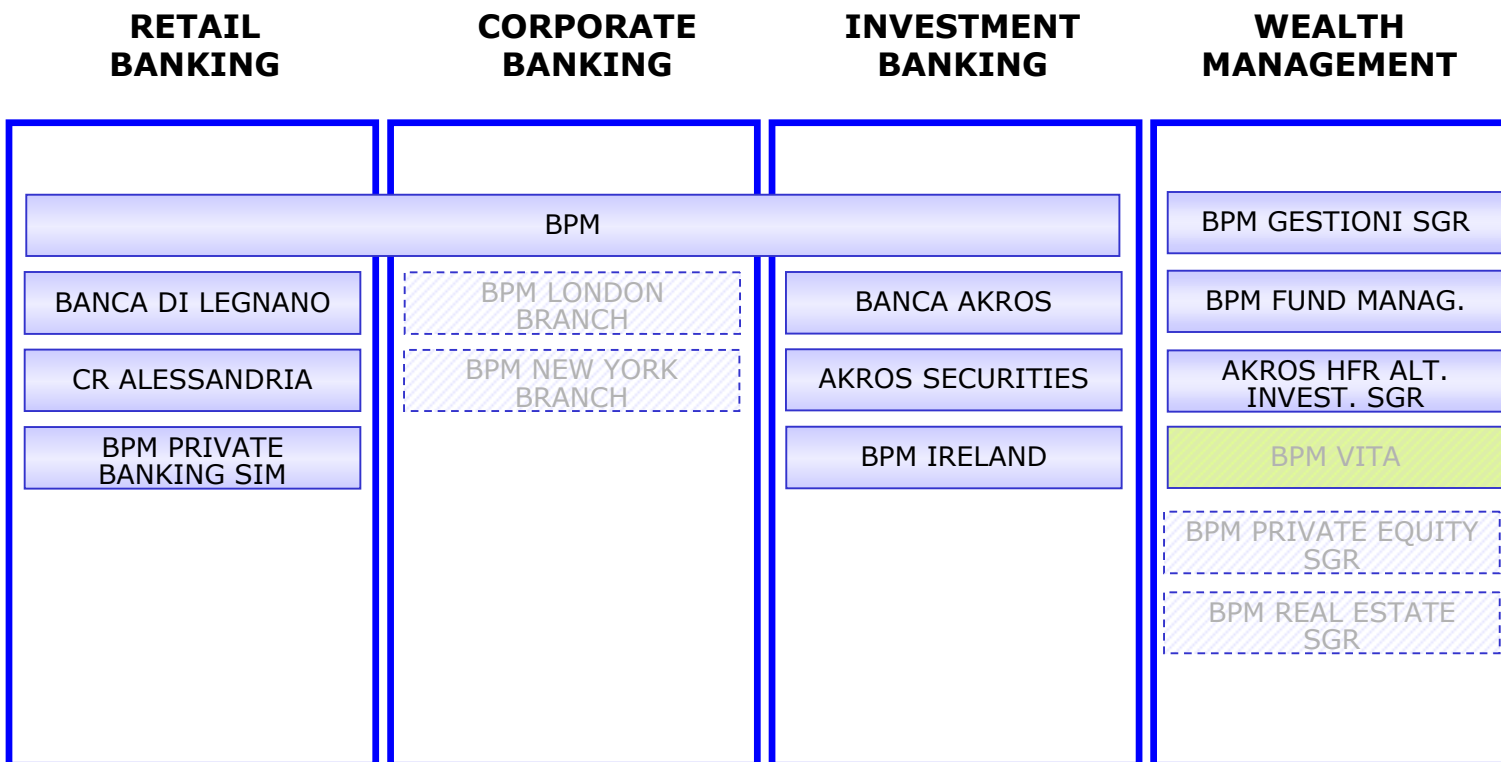 RETAIL
BANKING
CORPORATE
BANKING
INVESTMENT
BANKING
WEALTH
MANAGEMENT
BPM
BANCA DI LEGNANO
CR ALESSANDRIA
BPM PRIVATE
BANKING SIM
BPM LONDON
BRANCH
BPM NEW YORK
BRANCH
BANCA AKROS
AKROS SECURITIES
BPM IRELAND
BPM GESTIONI SGR
BPM FUND MANAG.
AKROS HFR ALT.
INVEST. SGR
BPM VITA
BPM PRIVATE EQUITY
SGR
BPM REAL ESTATE
SGR